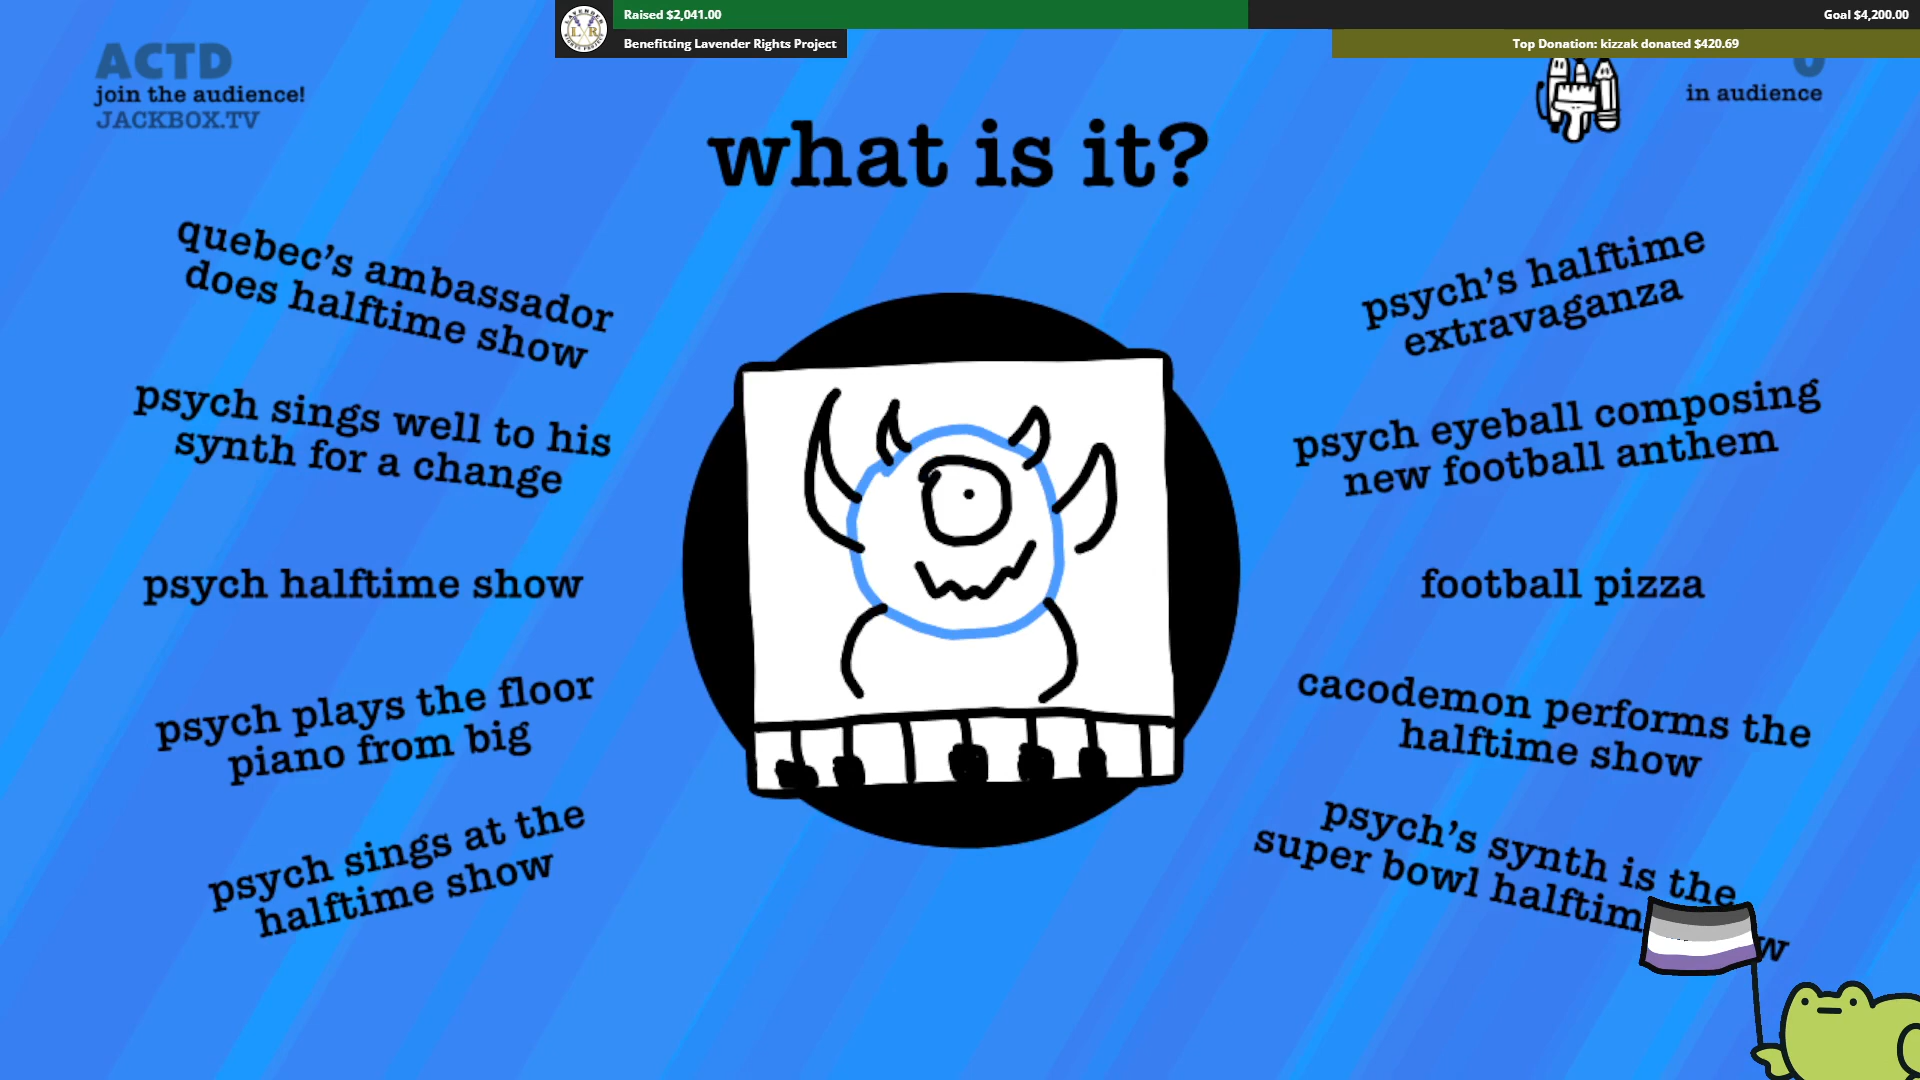 Raised $2,041.00
Goal $4,200.00
Benefitting Lavender Rights Project
Top Donation: kizzak donated $420.69
ACTD
join the audience!
JACKBOX.TV
in audience
what is it?
quebec's ambassador
does halftime show
psych sings well to his
synth for a change
psych halftime show
psych plays the floor
piano from big
psych sings at the
halftime show
psych's halftime
extravaganza
psych eyeball composing
new football anthem
football pizza
cacodemon performs the
halftime show
psych's synth is the
super bowl